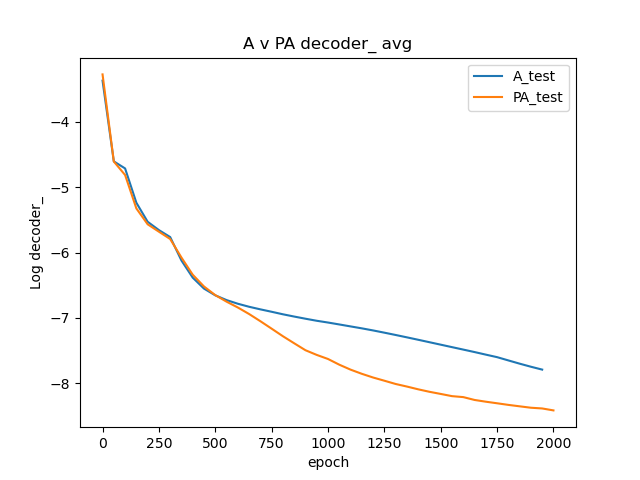 A v PA decoder_ avg
A_test
PA_test
Log decoder_
−4
−5
−6
−7
−8
0 250 500 750 1000 1250 1500 1750 2000
epoch